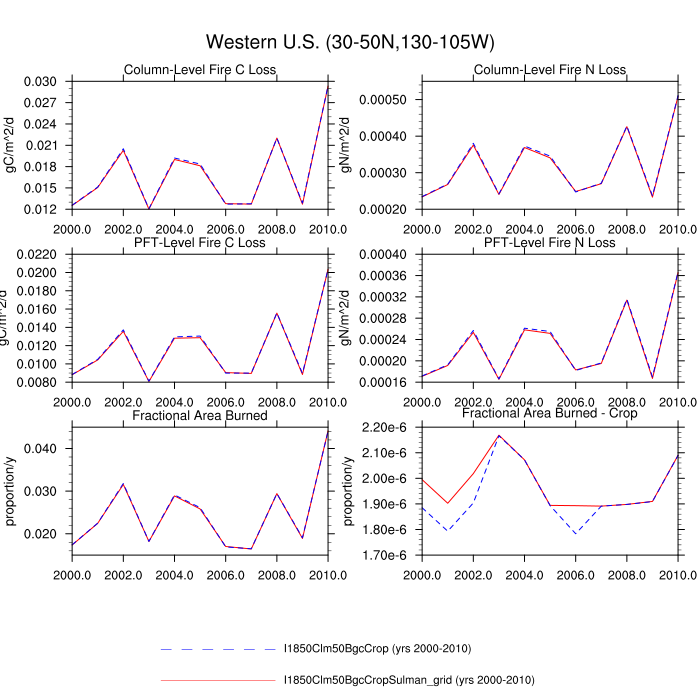 Western U.S. (30-50N,130-105W)
Column-Level Fire C Loss
Column-Level Fire N Loss
gC/m^2/d
0.030
0.027
0.024
0.021
0.018
0.015
0.012
2000.0 2002.0 2004.0 2006.0 2008.0 2010.0
gN/m^2/d
0.00050
0.00040
0.00030
0.00020
2000.0 2002.0 2004.0 2006.0 2008.0 2010.0
PFT-Level Fire C Loss
PFT-Level Fire N Loss
gC/m^2/d
0.0220
0.0200
0.0180
0.0160
0.0140
0.0120
0.0100
0.0080
2000.0 2002.0 2004.0 2006.0 2008.0 2010.0
gN/m^2/d
0.00040
0.00036
0.00032
0.00028
0.00024
0.00020
0.00016
2000.0 2002.0 2004.0 2006.0 2008.0 2010.0
Fractional Area Burned
Fractional Area Burned - Crop
proportion/y
0.040
0.030
0.020
2000.0 2002.0 2004.0 2006.0 2008.0 2010.0
proportion/y
2.20e-6
2.10e-6
2.00e-6
1.90e-6
1.80e-6
1.70e-6
2000.0 2002.0 2004.0 2006.0 2008.0 2010.0
I1850Clm50BgcCrop (yrs 2000-2010)
I1850Clm50BgcCropSulman_grid (yrs 2000-2010)